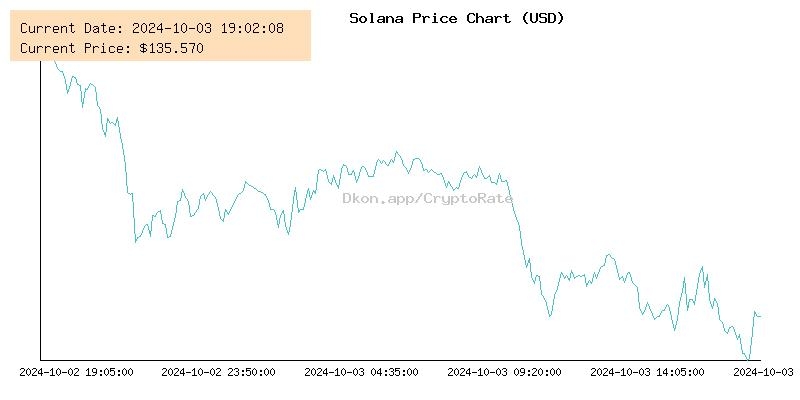 Solana Price Chart (USD)
Current Date: 2024-10-03 19:02:08
Current Price: $135.570
Dkon.app/CryptoRate
2024-10-02 19:05:00
2024-10-02 23:50:00
2024-10-03 04:35:00
2024-10-03 09:20:00
2024-10-03 14:05:00
2024-10-03